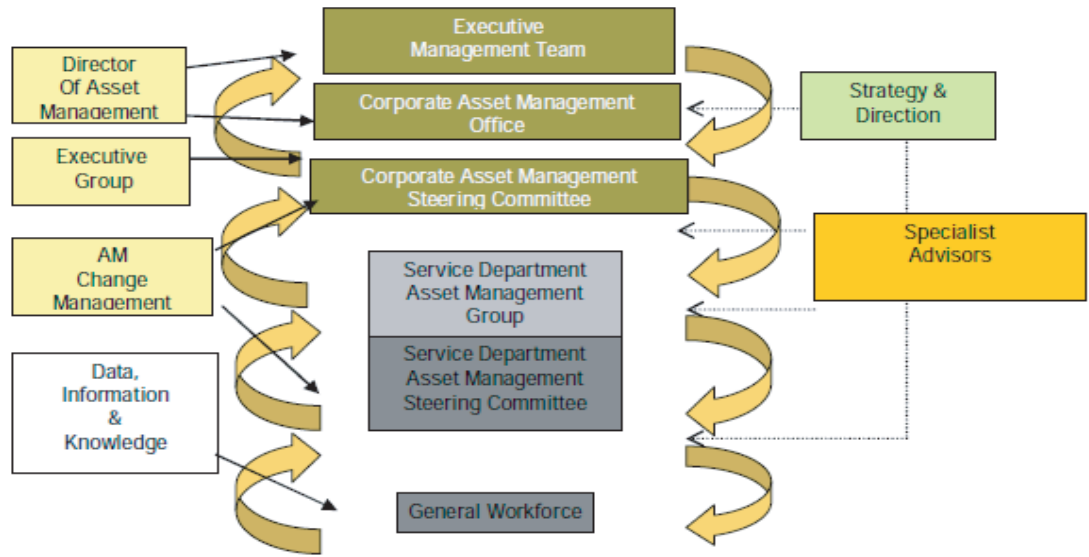 Executive
Management Team
Director
Of Asset
Management
Corporate Asset Management
Office
Strategy &
Direction
Executive
Group
Corporate Asset Management
Steering Committee
AM
Change
Management
Specialist
Advisors
Service Department
Asset Management
Group
Service Department
Asset Management
Steering Committee
Data,
Information
&
Knowledge
General Workforce